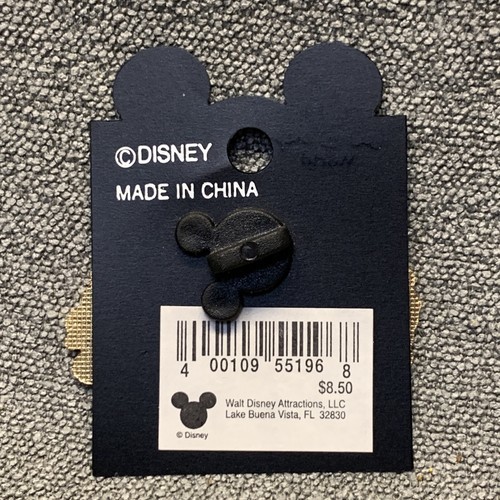 ©DISNEY
MADE IN CHINA
4 00109 55196 8
$8.50
Walt Disney Attractions, LLC
Lake Buena Vista, FL 32830
© Disney